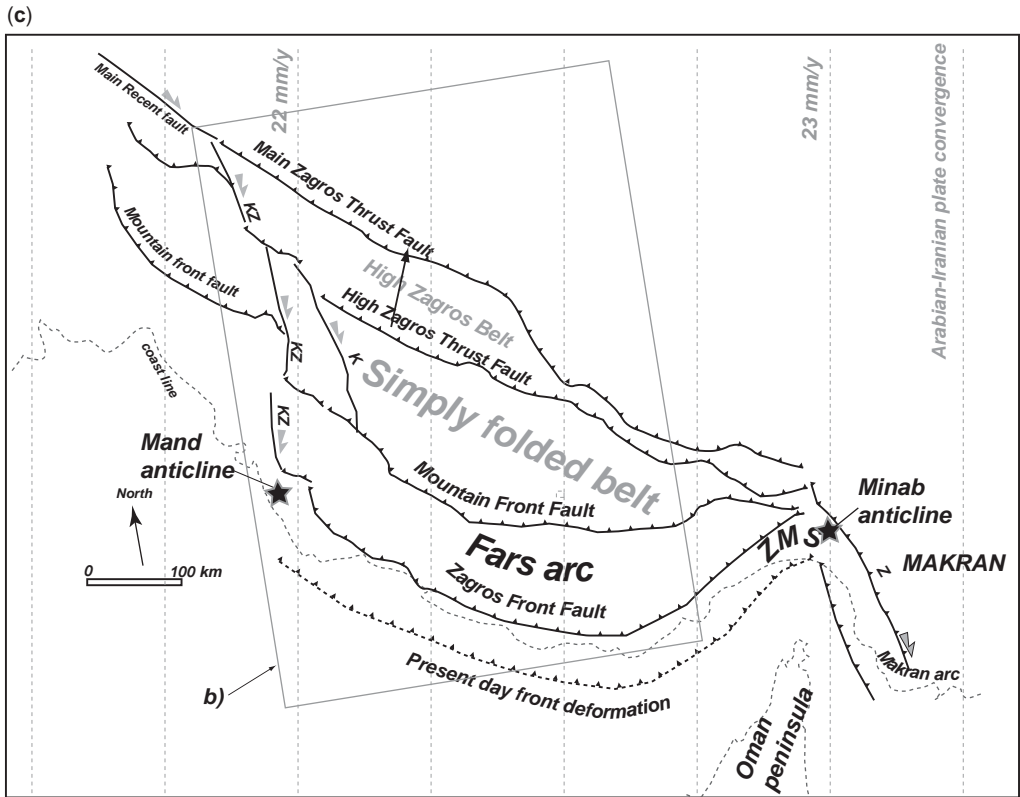 (c)
Main Recent fault
22 mm/y
23 mm/y
Arabian-Iranian plate convergence
Main Zagros Thrust Fault
KZ
Mountain front fault
High Zagros Belt
High Zagros Thrust Fault
coast line
KZ
K
Simply folded belt
KZ
Mand
anticline
North
0 100 km
Mountain Front Fault
Minab
anticline
Z M S
Fars arc
Z
MAKRAN
Zagros Front Fault
Makran arc
Present day front deformation
b)
Oman
peninsula